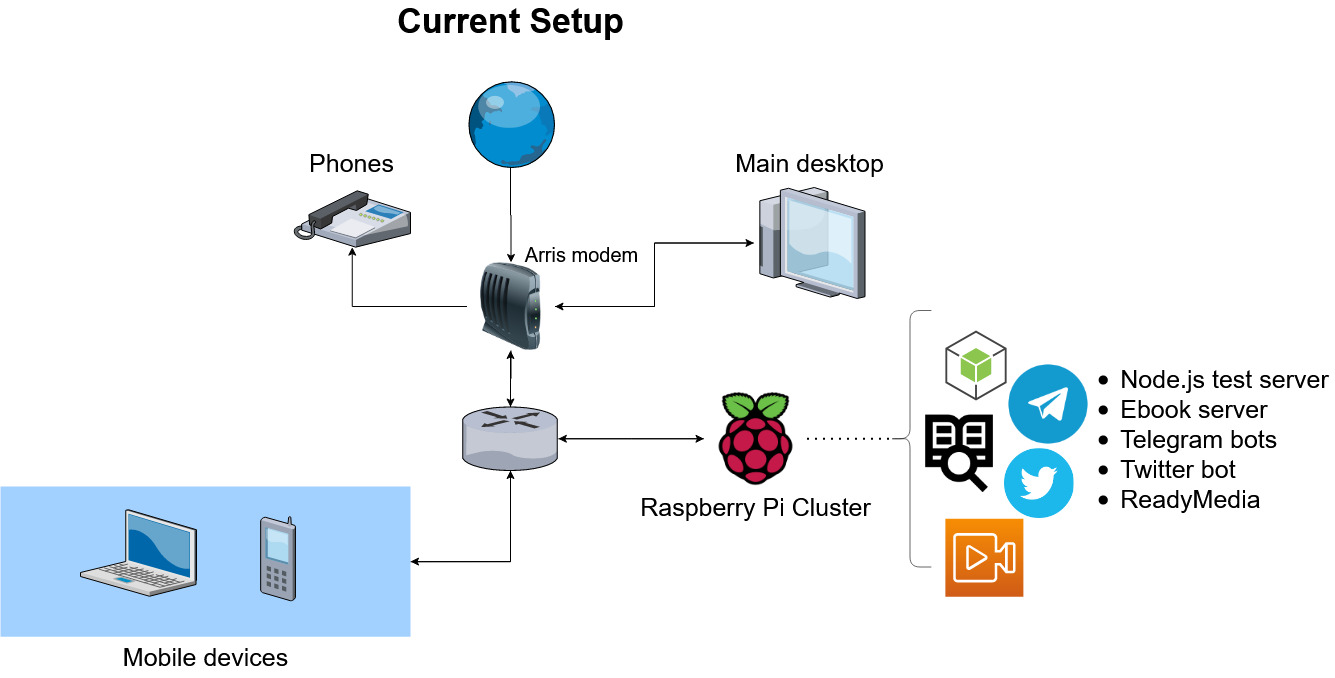 Current Setup
Phones
Main desktop
Arris modem
Raspberry Pi Cluster
• Node.js test server
• Ebook server
• Telegram bots
• Twitter bot
• ReadyMedia
Mobile devices